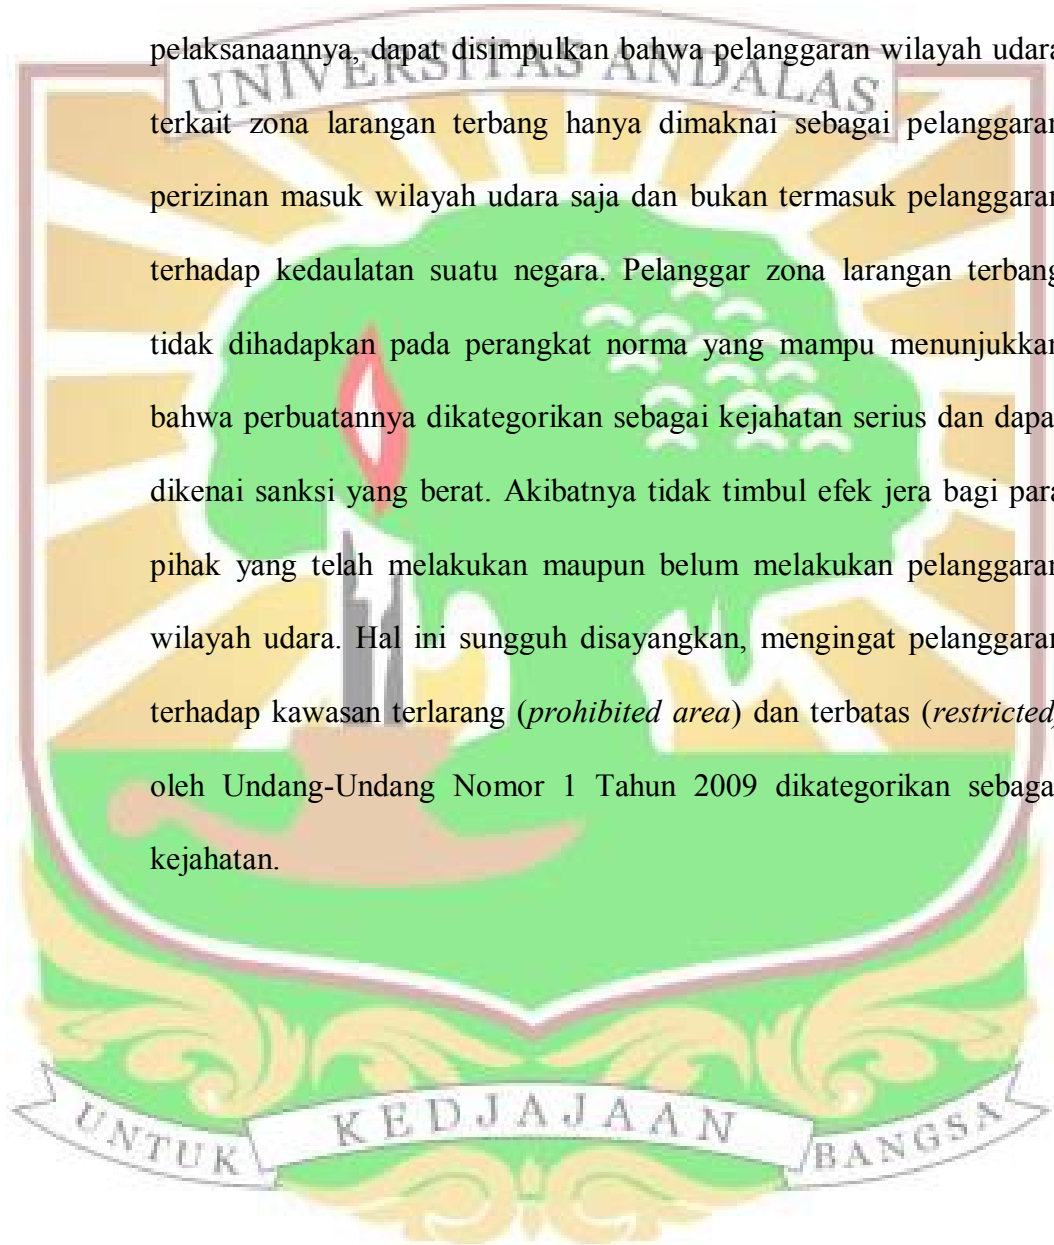 pelaksanaannya, dapat disimpulkan bahwa pelanggaran wilayah udara
UNIVERSITAS ANDALAS
terkait zona larangan terbang hanya dimaknai sebagai pelanggaran
perizinan masuk wilayah udara saja dan bukan termasuk pelanggaran
terhadap kedaulatan suatu negara. Pelanggar zona larangan terbang
tidak dihadapkan pada perangkat norma yang mampu menunjukkan
bahwa perbuatannya dikategorikan sebagai kejahatan serius dan dapa
dikenai sanksi yang berat. Akibatnya tidak timbul efek jera bagi para
pihak yang telah melakukan maupun belum melakukan pelanggaran
wilayah udara. Hal ini sungguh disayangkan, mengingat pelanggaran
terhadap kawasan terlarang (prohibited area) dan terbatas (restricted)
oleh Undang-Undang Nomor 1 Tahun 2009 dikategorikan sebaga
kejahatan.
UNTUK KEDJAJAAN BANGSA